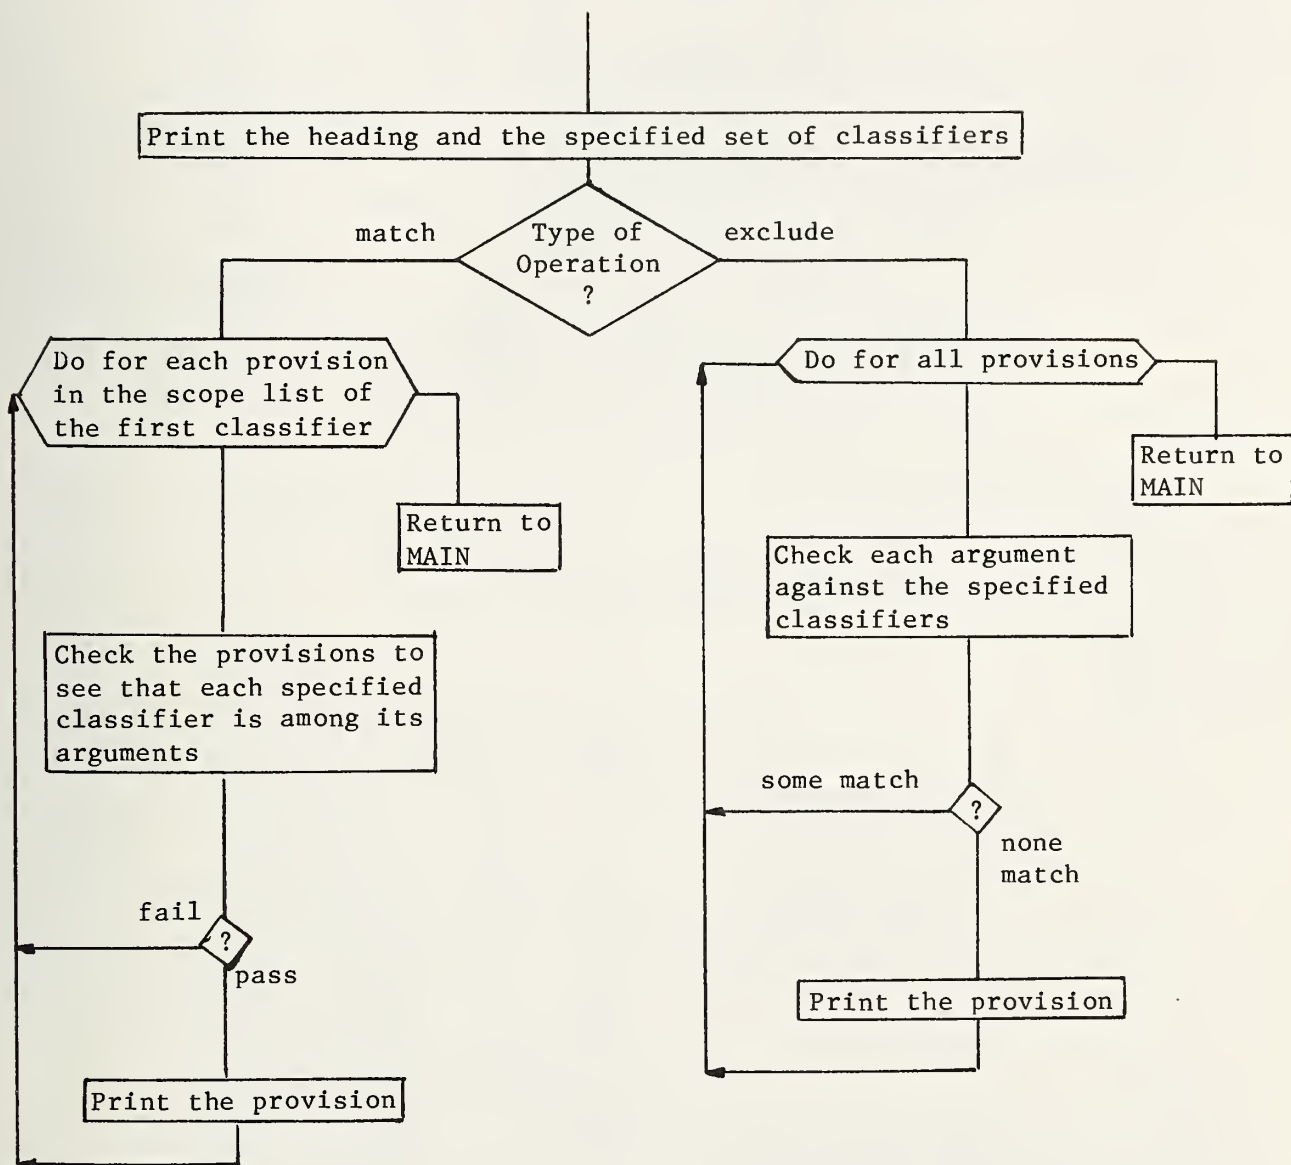 Print the heading and the specified set of classifiers
match
Type of
Operation
?
exclude
Do for each provision
in the scope list of
the first classifier
Return to
MAIN
Check the provisions to
see that each specified
classifier is among its
arguments
fail
?
pass
Print the provision
Do for all provisions
Return to
MAIN
Check each argument
against the specified
classifiers
some match
?
none
match
Print the provision